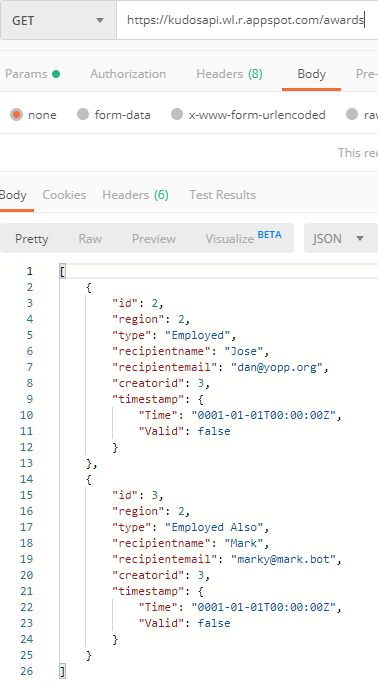 GET https://kudosapi.wl.r.appspot.com/awards
Params Authorization Headers (8) Body Pre-
none form-data x-www-form-urlencoded raw
This rec
Body Cookies Headers (6) Test Results
Pretty Raw Preview Visualize BETA JSON
1 [
2 {
3 "id": 2,
4 "region": 2,
5 "type": "Employed",
6 "recipientname": "Jose",
7 "recipientemail": "dan@yopp.org",
8 "creatorid": 3,
9 "timestamp": {
10 "Time": "0001-01-01T00:00:00Z",
11 "Valid": false
12 }
13 },
14 {
15 "id": 3,
16 "region": 2,
17 "type": "Employed Also",
18 "recipientname": "Mark",
19 "recipientemail": "marky@mark.bot",
20 "creatorid": 3,
21 "timestamp": {
22 "Time": "0001-01-01T00:00:00Z",
23 "Valid": false
24 }
25 }
26 ]